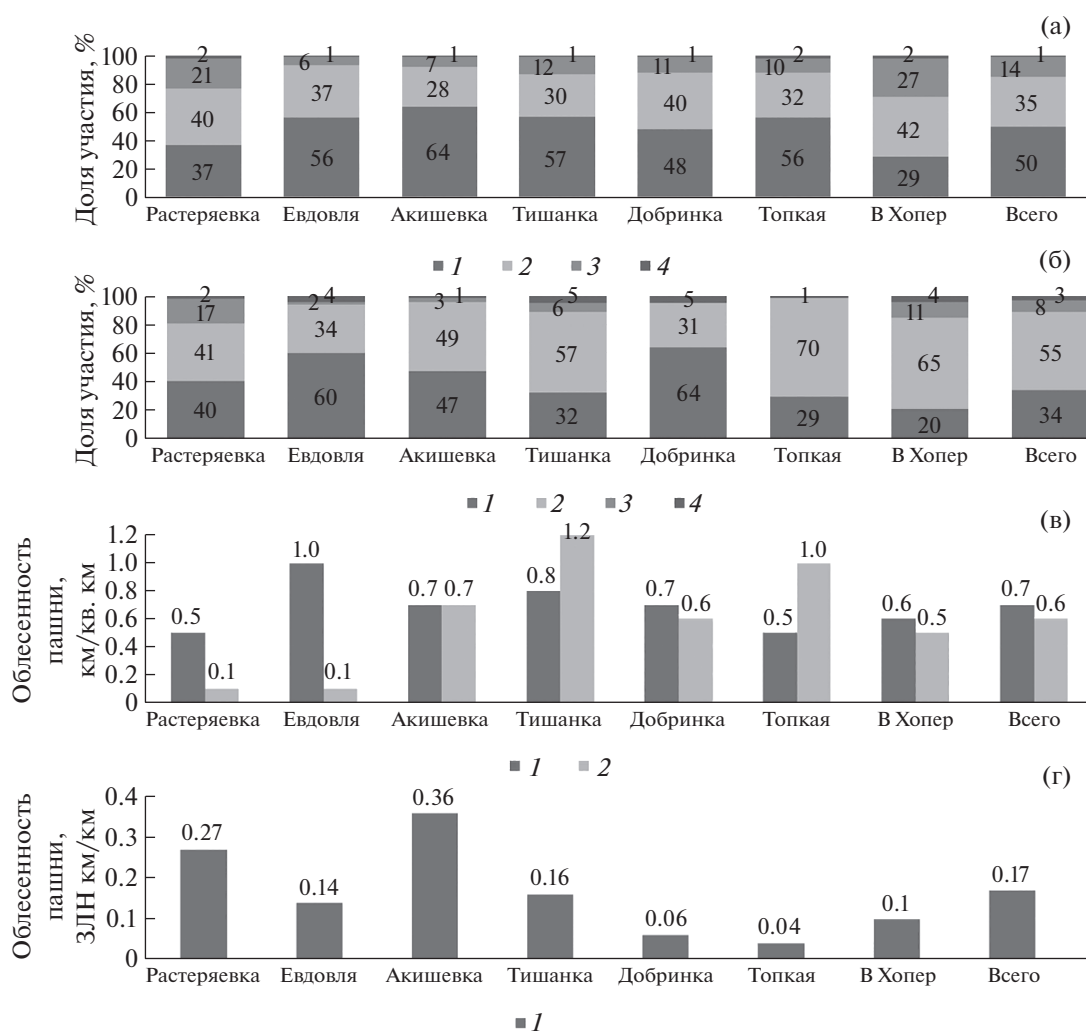 (а)
Доля участия, %
100
80
60
40
20
0
2 1 1 1 1 2 2 1
21 6 7 12 11 10 27 14
40 37 28 30 40 32 42 35
37 56 64 57 48 56 29 50
Растеряевка Евдовля Акишевка Тишанка Добринка Топкая В Хопер Всего
1 2 3 4
(б)
Доля участия, %
100
80
60
40
20
0
2 4 1 5 5 1 4 3
17 2 3 6 11 8
41 34 49 57 31 70 65 55
40 60 47 32 64 29 20 34
Растеряевка Евдовля Акишевка Тишанка Добринка Топкая В Хопер Всего
1 2 3 4
(в)
Облесенность
пашни,
км/кв. км
1.2
1.0
0.8
0.6
0.4
0.2
0
0.5 0.1 1.0 0.1 0.7 0.7 0.8 1.2 0.7 0.6 0.5 1.0 0.6 0.5 0.7 0.6
Растеряевка Евдовля Акишевка Тишанка Добринка Топкая В Хопер Всего
1 2
(г)
Облесенность
пашни,
ЗЛН км/км
0.4
0.3
0.2
0.1
0
0.27 0.14 0.36 0.16 0.06 0.04 0.1 0.17
Растеряевка Евдовля Акишевка Тишанка Добринка Топкая В Хопер Всего
1